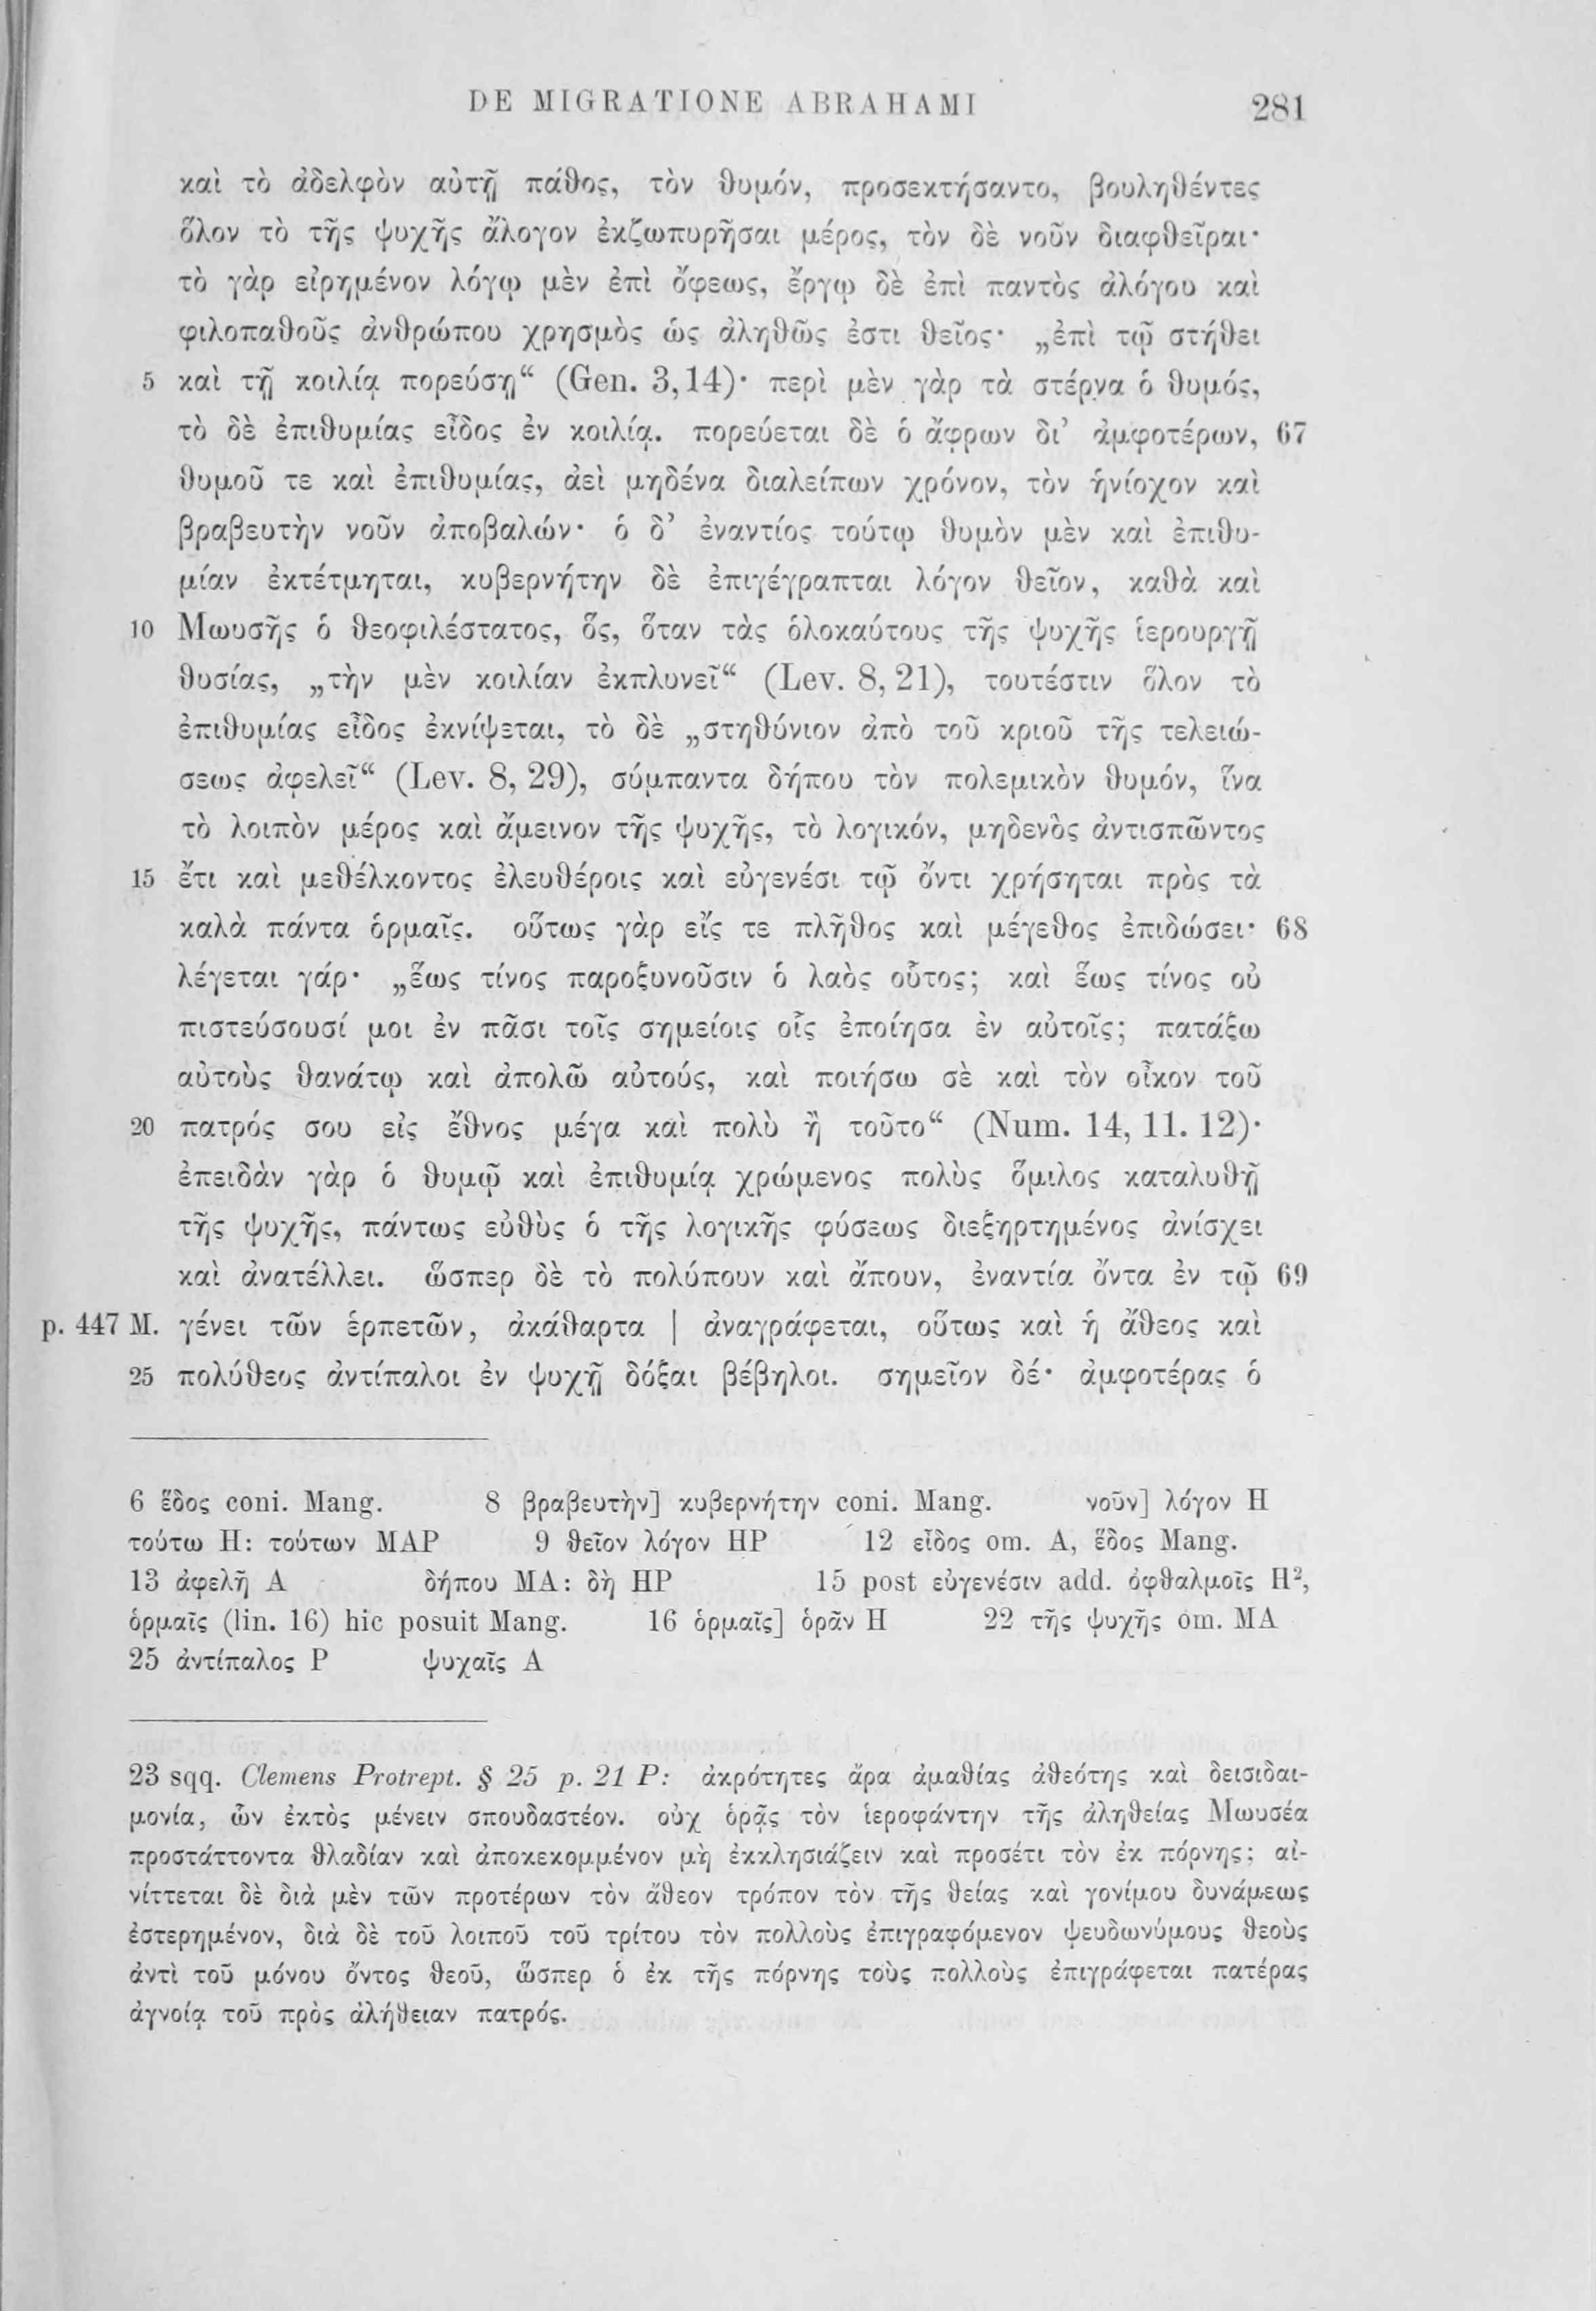 DE MIGRATIONE ABRAHAMI 281
καὶ τὸ ἀδελφὸν αὐτῇ πάθος, τὸν θυμόν, προσεκτήσαντο, βουληθέντες
ὅλον τὸ τῆς ψυχῆς ἄλογον ἐκζωπυρῆσαι μέρος, τὸν δὲ νοῦν διαφθεῖραι·
τὸ γὰρ εἰρημένον λόγῳ μὲν ἐπὶ ὄφεως, ἔργῳ δὲ ἐπὶ παντὸς ἀλόγου καὶ
φιλοπαθοῦς ἀνθρώπου χρησμὸς ὡς ἀληθῶς ἐστι θεῖος· „ἐπὶ τῷ στήθει
5 καὶ τῇ κοιλίᾳ πορεύσῃ“ (Gen. 3,14)· περὶ μὲν γὰρ τὰ στέρνα ὁ θυμός,
τὸ δὲ ἐπιθυμίας εἶδος ἐν κοιλίᾳ. πορεύεται δὲ ὁ ἄφρων δι’ ἀμφοτέρων, 67
θυμοῦ τε καὶ ἐπιθυμίας, ἀεὶ μηδένα διαλείπων χρόνον, τὸν ἡνίοχον καὶ
βραβευτὴν νοῦν ἀποβαλών· ὁ δ’ ἐναντίος τούτῳ θυμὸν μὲν καὶ ἐπιθυ-
μίαν ἐκτέτμηται, κυβερνήτην δὲ ἐπιγέγραπται λόγον θεῖον, καθὰ καὶ
10 Μωυσῆς ὁ θεοφιλέστατος, ὅς, ὅταν τὰς ὁλοκαύτους τῆς ψυχῆς ἱερουργῇ
θυσίας, „τὴν μὲν κοιλίαν ἐκπλυνεῖ“ (Lev. 8, 21), τουτέστιν ὅλον τὸ
ἐπιθυμίας εἶδος ἐκνίψεται, τὸ δὲ „στηθύνιον ἀπὸ τοῦ κριοῦ τῆς τελειώ-
σεως ἀφελεῖ“ (Lev. 8, 29), σύμπαντα δήπου τὸν πολεμικὸν θυμόν, ἵνα
τὸ λοιπὸν μέρος καὶ ἄμεινον τῆς ψυχῆς, τὸ λογικόν, μηδενὸς ἀντισπῶντος
15 ἔτι καὶ μεθέλκοντος ἐλευθέροις καὶ εὐγενέσι τῷ ὄντι χρήσηται πρὸς τὰ
καλὰ πάντα ὁρμαῖς. οὕτως γὰρ εἴς τε πλῆθος καὶ μέγεθος ἐπιδώσει· 68
λέγεται γάρ· „ἕως τίνος παροξυνοῦσιν ὁ λαὸς οὗτος; καὶ ἕως τίνος οὐ
πιστεύσουσί μοι ἐν πᾶσι τοῖς σημείοις οἷς ἐποίησα ἐν αὐτοῖς; πατάξω
αὐτοὺς θανάτῳ καὶ ἀπολῶ αὐτούς, καὶ ποιήσω σὲ καὶ τὸν οἶκον τοῦ
20 πατρός σου εἰς ἔθνος μέγα καὶ πολὺ ἢ τοῦτο“ (Num. 14, 11. 12)·
ἐπειδὰν γὰρ ὁ θυμῷ καὶ ἐπιθυμίᾳ χρώμενος πολὺς ὅμιλος καταλυθῇ
τῆς ψυχῆς, πάντως εὐθὺς ὁ τῆς λογικῆς φύσεως διεξηρτημένος ἀνίσχει
καὶ ἀνατέλλει. ὥσπερ δὲ τὸ πολύπουν καὶ ἄπουν, ἐναντία ὄντα ἐν τῷ 69
p. 447 M. γένει τῶν ἑρπετῶν, ἀκάθαρτα | ἀναγράφεται, οὕτως καὶ ἡ ἄθεος καὶ
25 πολύθεος ἀντίπαλοι ἐν ψυχῇ δόξαι βέβηλοι. σημεῖον δέ· ἀμφοτέρας ὁ
6 ἕδος coni. Mang. 8 βραβευτὴν] κυβερνήτην coni. Mang. νοῦν] λόγον H
τούτω H: τούτων MAP 9 θεῖον λόγον HP 12 εἶδος om. A, ἕδος Mang.
13 ἀφελῆ A δήπου MA: δὴ HP 15 post εὐγενέσιν add. ὀφθαλμοῖς H², 
ὁρμαῖς (lin. 16) hic posuit Mang. 16 ὁρμαῖς] ὁρᾶν H 22 τῆς ψυχῆς om. MA
25 ἀντίπαλος P ψυχαῖς A
23 sqq. Clemens Protrept. § 25 p. 21 P: ἀκρότητες ἄρα ἀμαθίας ἀθεότης καὶ δεισιδαι-
μονία, ὧν ἐκτὸς μένειν σπουδαστέον. οὐχ ὁρᾷς τὸν ἱεροφάντην τῆς ἀληθείας Μωυσέα
προστάττοντα θλαδίαν καὶ ἀποκεκομμένον μὴ ἐκκλησιάζειν καὶ προσέτι τὸν ἐκ πόρνης; αἰ-
νίττεται δὲ διὰ μὲν τῶν προτέρων τὸν ἄθεον τρόπον τὸν τῆς θείας καὶ γονίμου δυνάμεως
ἐστερημένον, διὰ δὲ τοῦ λοιποῦ τοῦ τρίτου τὸν πολλοὺς ἐπιγραφόμενον ψευδωνύμους θεοὺς
ἀντὶ τοῦ μόνου ὄντος θεοῦ, ὥσπερ ὁ ἐκ τῆς πόρνης τοὺς πολλοὺς ἐπιγράφεται πατέρας
ἀγνοίᾳ τοῦ πρὸς ἀλήθειαν πατρός.